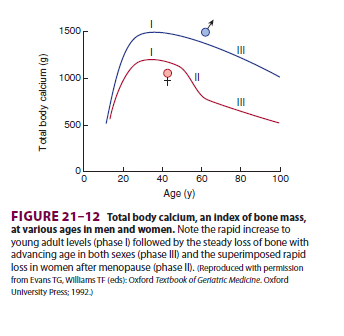 1500
1000
500
0
Total body calcium (g)
I
I
II
III
III
0 20 40 60 80 100
Age (y)
FIGURE 21–12 Total body calcium, an index of bone mass,
at various ages in men and women. Note the rapid increase to
young adult levels (phase I) followed by the steady loss of bone with
advancing age in both sexes (phase III) and the superimposed rapid
loss in women after menopause (phase II). (Reproduced with permission
from Evans TG, Williams TF (eds): Oxford Textbook of Geriatric Medicine. Oxford
University Press; 1992.)